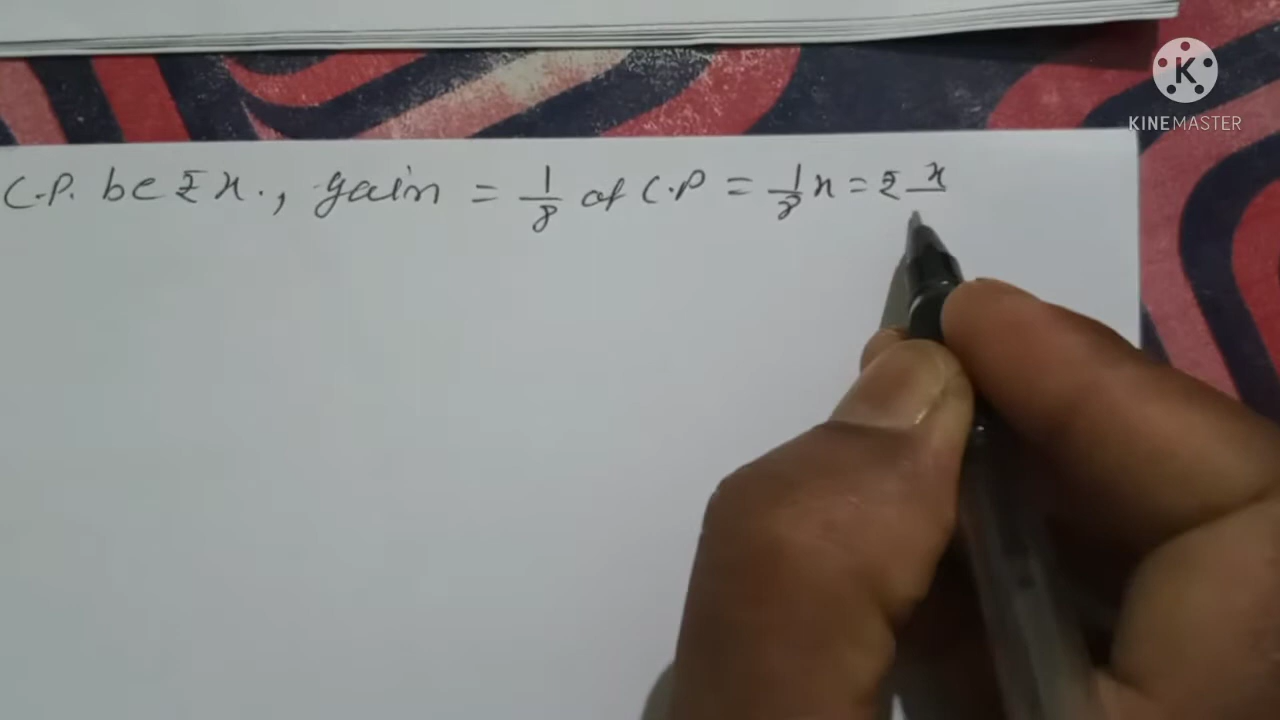 C.P. be ₹ x., gain = 1/8 of C.P = 1/8 x = ₹ x/
K
KINEMASTER